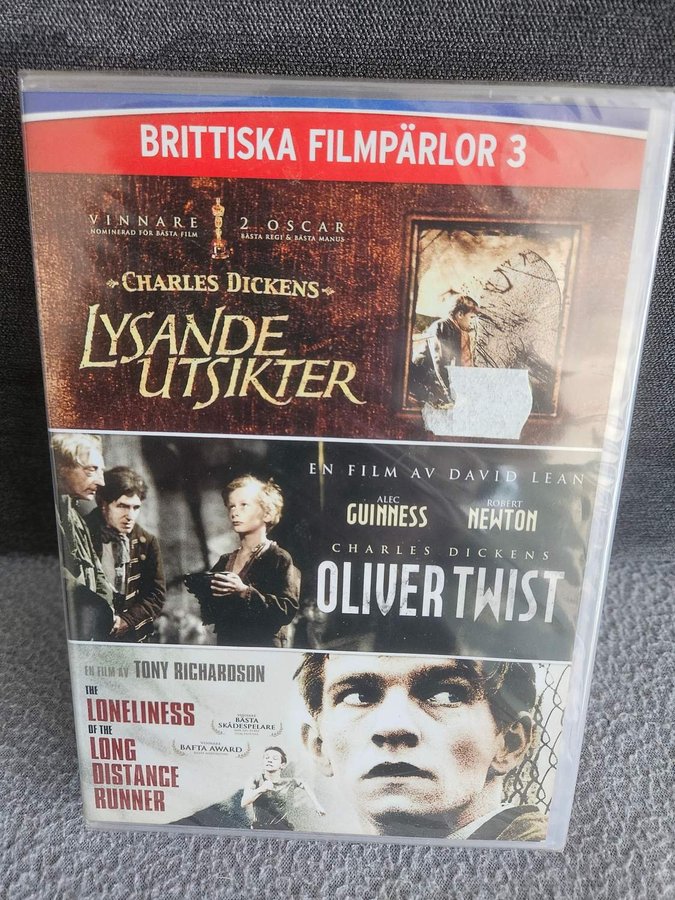 BRITTISKA FILMPÄRLOR 3
VINNARE 2 OSCAR
NOMINERAD FÖR BÄSTA FILM BÄSTA REGI & BÄSTA MANUS
CHARLES DICKENS
LYSANDE
UTSIKTER
EN FILM AV DAVID LEAN
ALEC GUINNESS
ROBERT NEWTON
CHARLES DICKENS
OLIVER TWIST
EN FILM AV TONY RICHARDSON
THE
LONELINESS
OF THE
LONG
DISTANCE
RUNNER
VINNARE
BÄSTA
SKÅDESPELARE
VINNARE
BAFTA AWARD